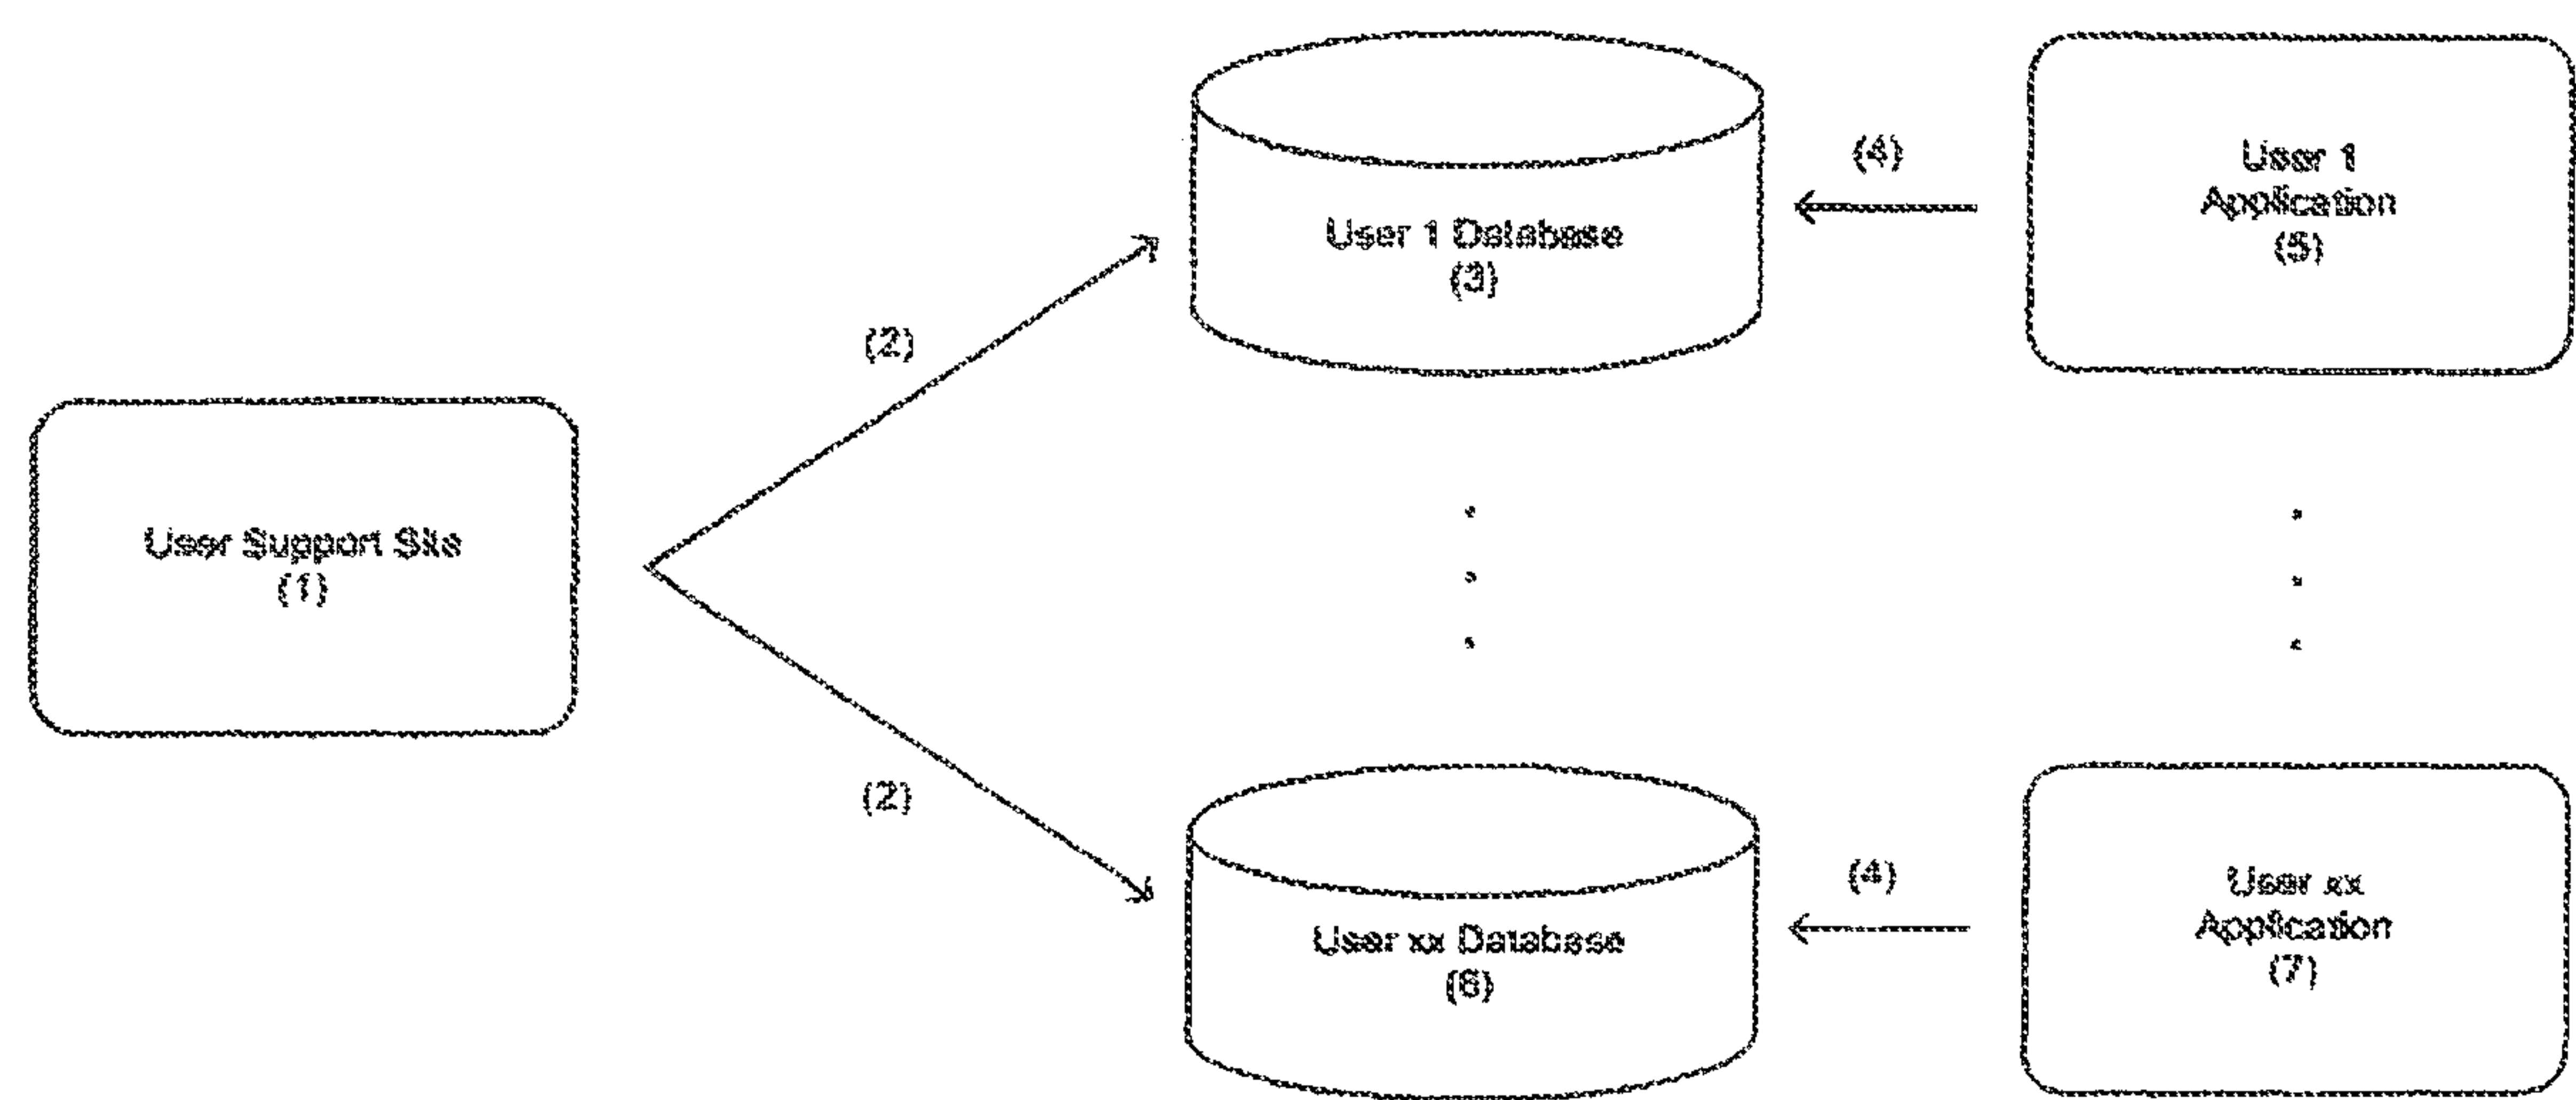 User Support Site
(1)
(2)
(2)
User 1 Database
(3)
(4)
User 1
Application
(5)
User xx Database
(6)
(4)
User xx
Application
(7)